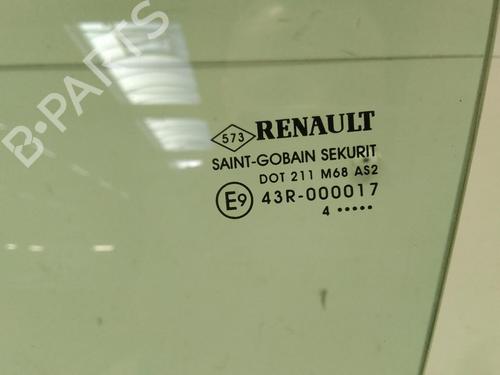 B-PARTS
573 RENAULT
SAINT-GOBAIN SEKURIT
DOT 211 M68 AS2
E9 43R-000017
4 •••••